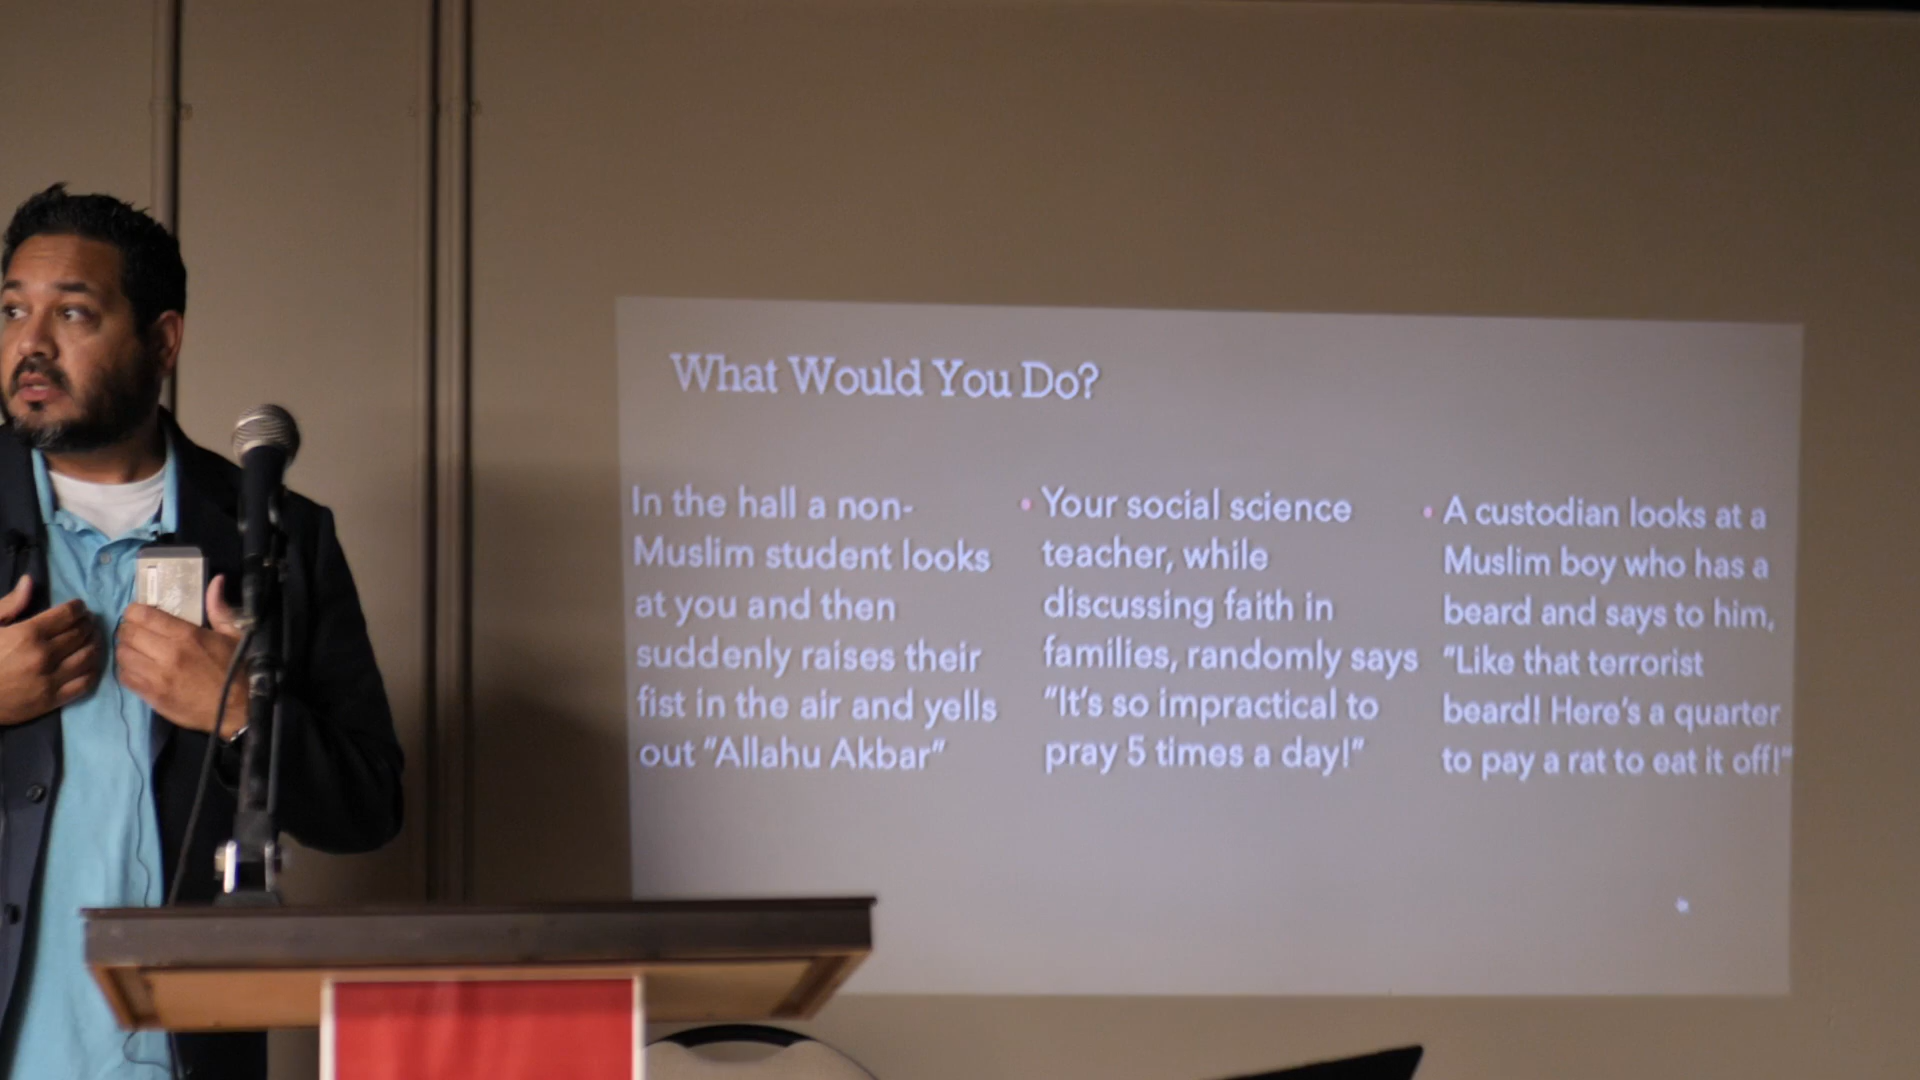 What Would You Do?
In the hall a non-
Muslim student looks
at you and then
suddenly raises their
fist in the air and yells
out "Allahu Akbar"
• Your social science
teacher, while
discussing faith in
families, randomly says
"It's so impractical to
pray 5 times a day!"
• A custodian looks at a
Muslim boy who has a
beard and says to him,
"Like that terrorist
beard! Here's a quarter
to pay a rat to eat it off!"